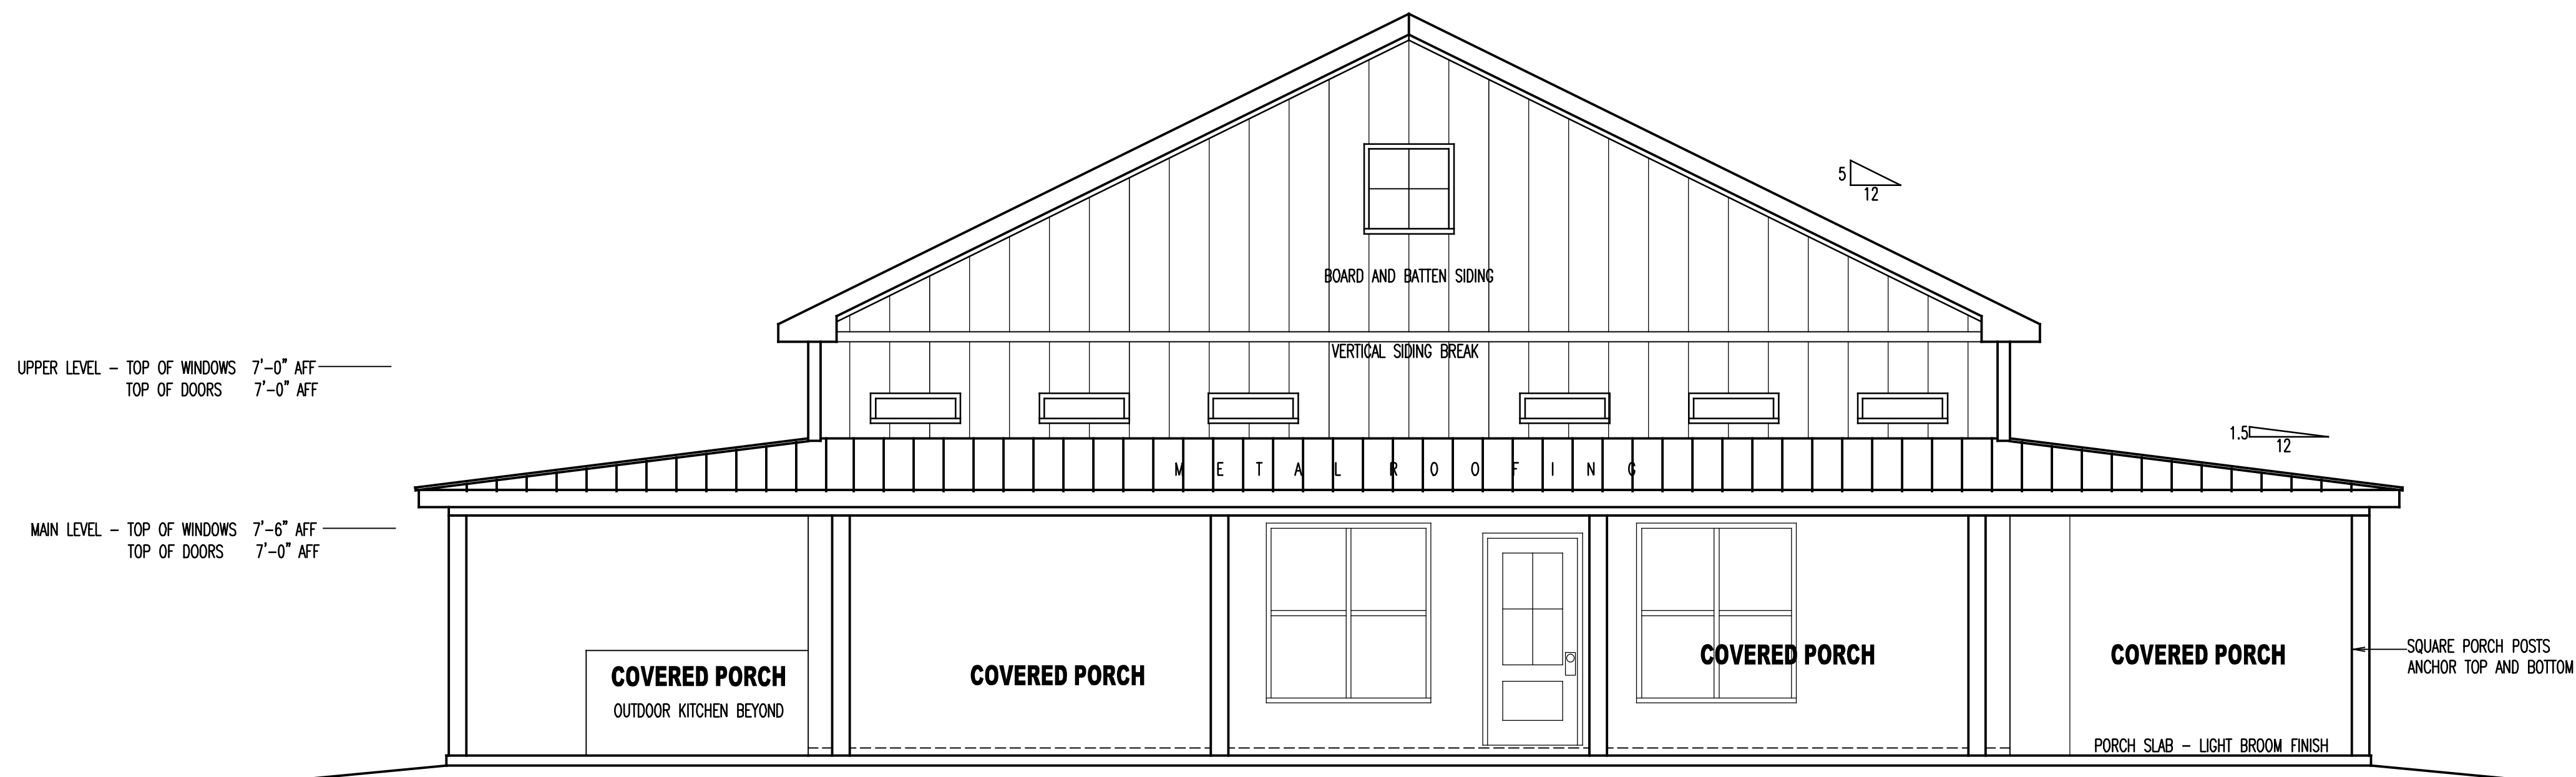 5
12
BOARD AND BATTEN SIDING
VERTICAL SIDING BREAK
UPPER LEVEL – TOP OF WINDOWS 7'–0" AFF
TOP OF DOORS 7'–0" AFF
1.5
12
METAL ROOFING
MAIN LEVEL – TOP OF WINDOWS 7'–6" AFF
TOP OF DOORS 7'–0" AFF
COVERED PORCH
OUTDOOR KITCHEN BEYOND
COVERED PORCH
COVERED PORCH
COVERED PORCH
SQUARE PORCH POSTS
ANCHOR TOP AND BOTTOM
PORCH SLAB – LIGHT BROOM FINISH